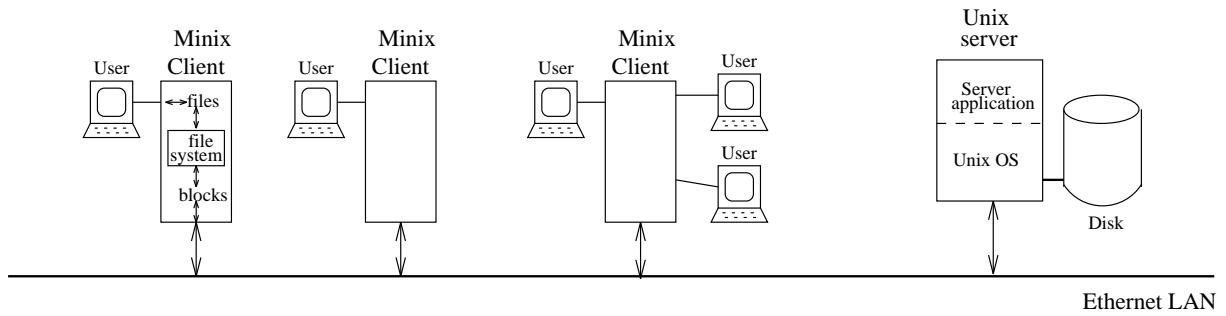 Minix
Client
User
files
file
system
blocks
Minix
Client
User
Minix
Client
User
User
User
Unix
server
Server
application
Unix OS
Disk
Ethernet LAN